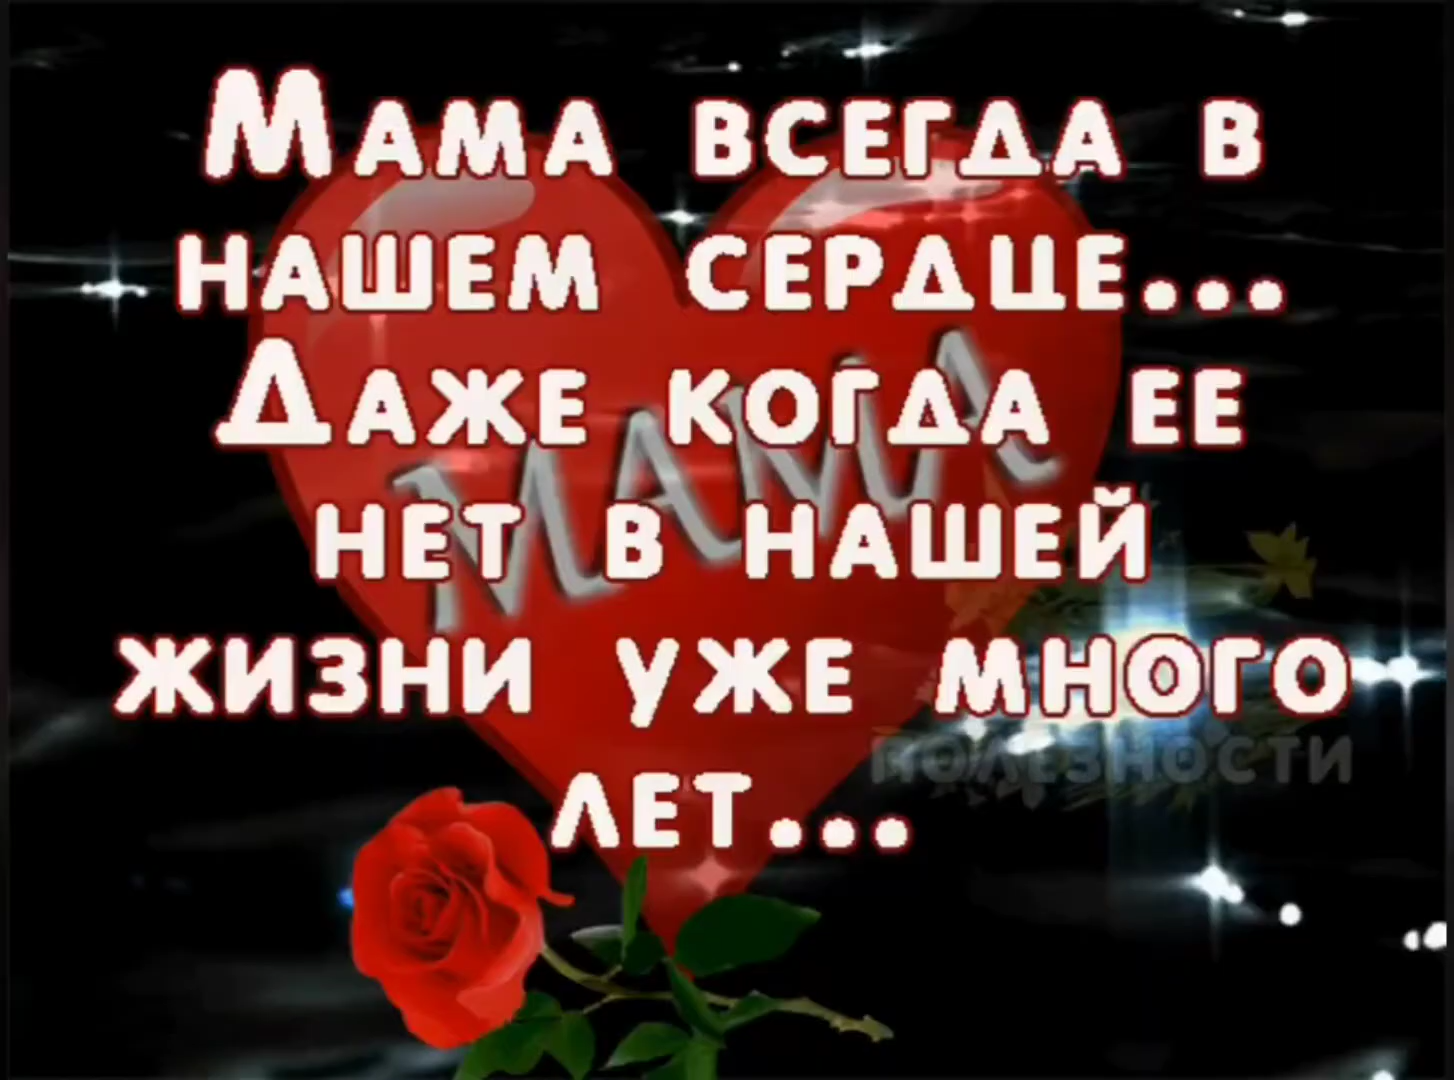 Мама всегда в
нашем сердце...
Даже когда ее
нет в нашей
жизни уже много
лет...
МАМА
ПОЛЕЗНОСТИ